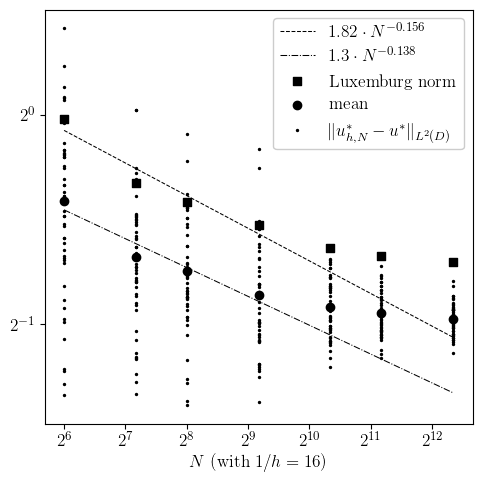 1.82 · N^{-0.156}
1.3 · N^{-0.138}
Luxemburg norm
mean
||u^*_{h,N} − u^*||_{L^2(D)}
2^0
2^{-1}
2^6 2^7 2^8 2^9 2^{10} 2^{11} 2^{12}
N (with 1/h = 16)